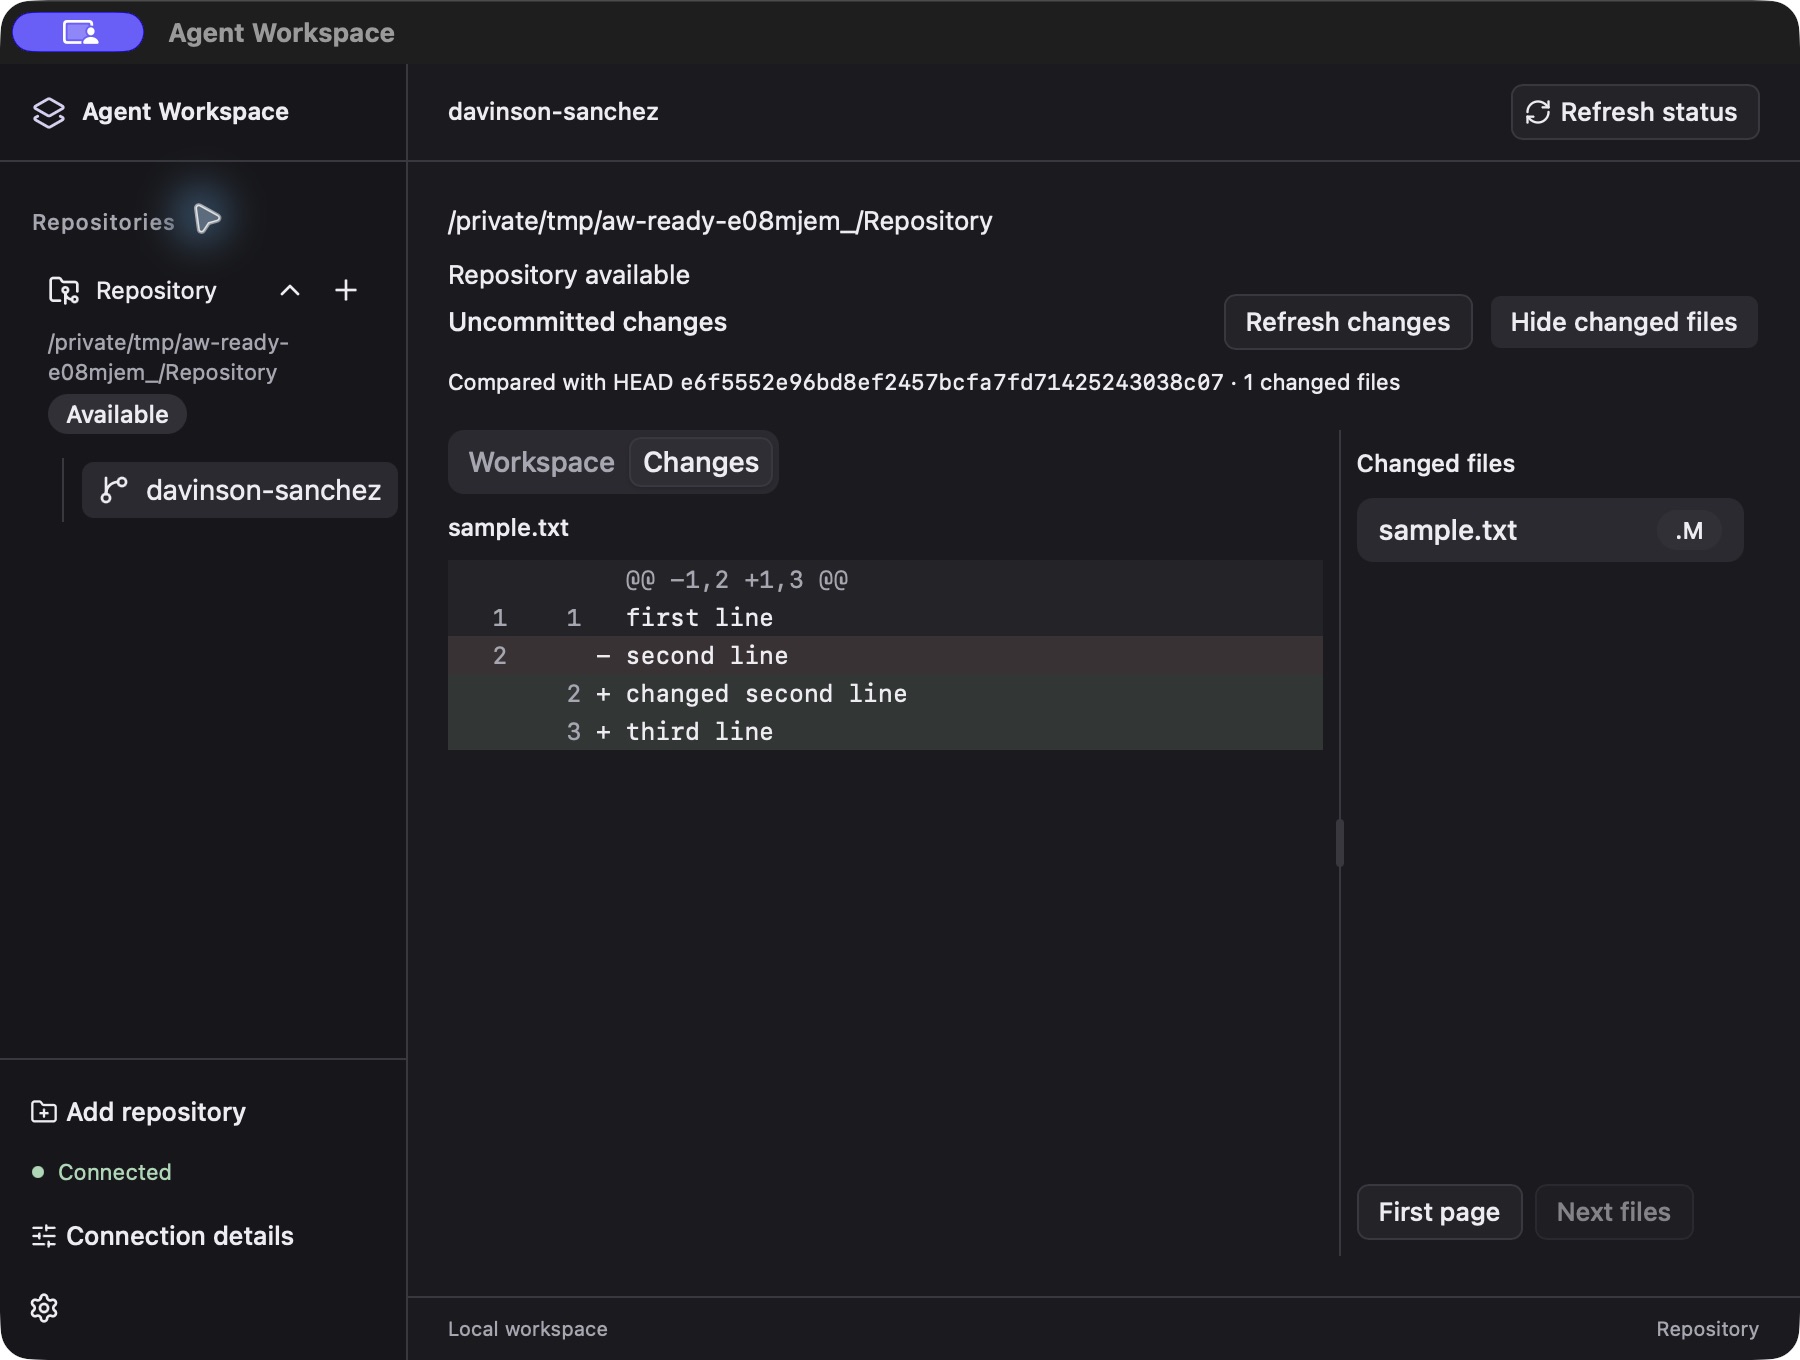 Agent Workspace
Agent Workspace
davinson-sanchez
Refresh status
Repositories
Repository
/private/tmp/aw-ready-
e08mjem_/Repository
Available
davinson-sanchez
/private/tmp/aw-ready-e08mjem_/Repository
Repository available
Uncommitted changes
Refresh changes
Hide changed files
Compared with HEAD e6f5552e96bd8ef2457bcfa7fd71425243038c07 · 1 changed files
Workspace
Changes
sample.txt
@@ −1,2 +1,3 @@
1 1 first line
2 − second line
2 + changed second line
3 + third line
Changed files
sample.txt .M
First page
Next files
Add repository
Connected
Connection details
Local workspace
Repository